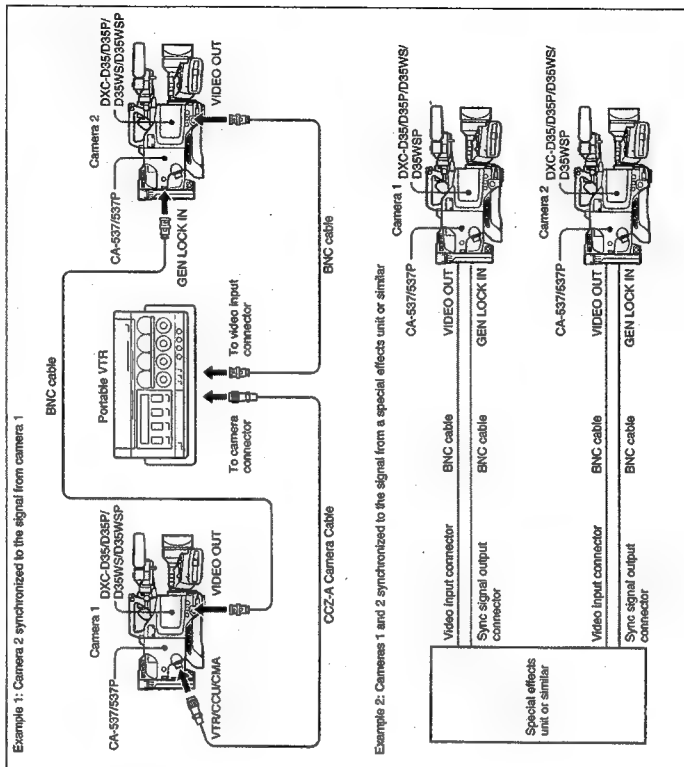 Example 1: Camera 2 synchronized to the signal from camera 1
BNC cable
Camera 1
DXC-D35/D35P/
D35WS/D35WSP
CA-537/537P
VTR/CCU/CMA
VIDEO OUT
Portable VTR
To camera
connector
To video input
connector
Camera 2
DXC-D35/D35P/
D35WS/D35WSP
CA-537/537P
GEN LOCK IN
VIDEO OUT
BNC cable
CCZ-A Camera Cable
Example 2: Cameras 1 and 2 synchronized to the signal from a special effects unit or similar
Special effects
unit or similar
Video input connector
Sync signal output
connector
BNC cable
BNC cable
VIDEO OUT
GEN LOCK IN
CA-537/537P
Camera 1
DXC-D35/D35P/D35WS/
D35WSP
Video input connector
Sync signal output
connector
BNC cable
BNC cable
VIDEO OUT
GEN LOCK IN
CA-537/537P
Camera 2
DXC-D35/D35P/D35WS/
D35WSP